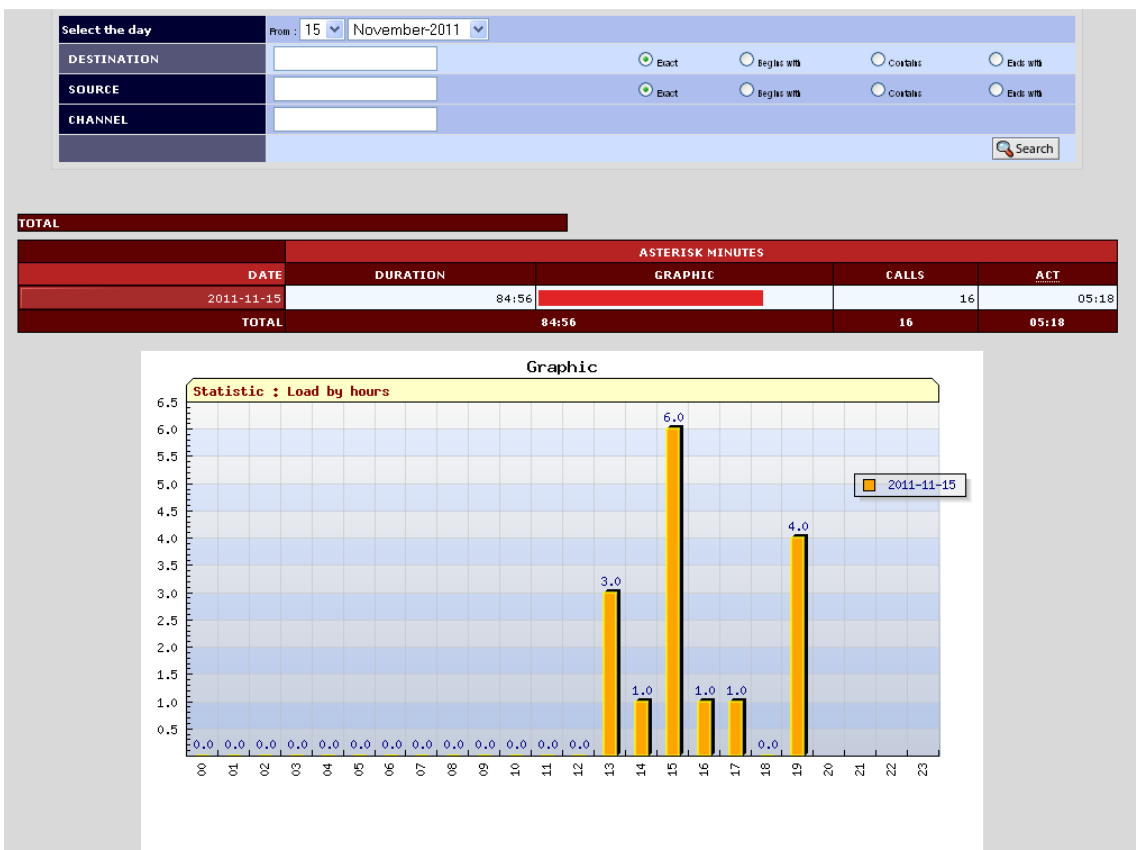 Select the day From : 15 November-2011
DESTINATION Exact Begins with Contains Ends with
SOURCE Exact Begins with Contains Ends with
CHANNEL
Search
TOTAL
ASTERISK MINUTES
DATE DURATION GRAPHIC CALLS ACT
2011-11-15 84:56 16 05:18
TOTAL 84:56 16 05:18
Graphic
Statistic : Load by hours
6.5
6.0
5.5
5.0
4.5
4.0
3.5
3.0
2.5
2.0
1.5
1.0
0.5
6.0
2011-11-15
4.0
3.0
1.0 1.0 1.0
0.0 0.0 0.0 0.0 0.0 0.0 0.0 0.0 0.0 0.0 0.0 0.0 0.0 0.0
00 01 02 03 04 05 06 07 08 09 10 11 12 13 14 15 16 17 18 19 20 21 22 23